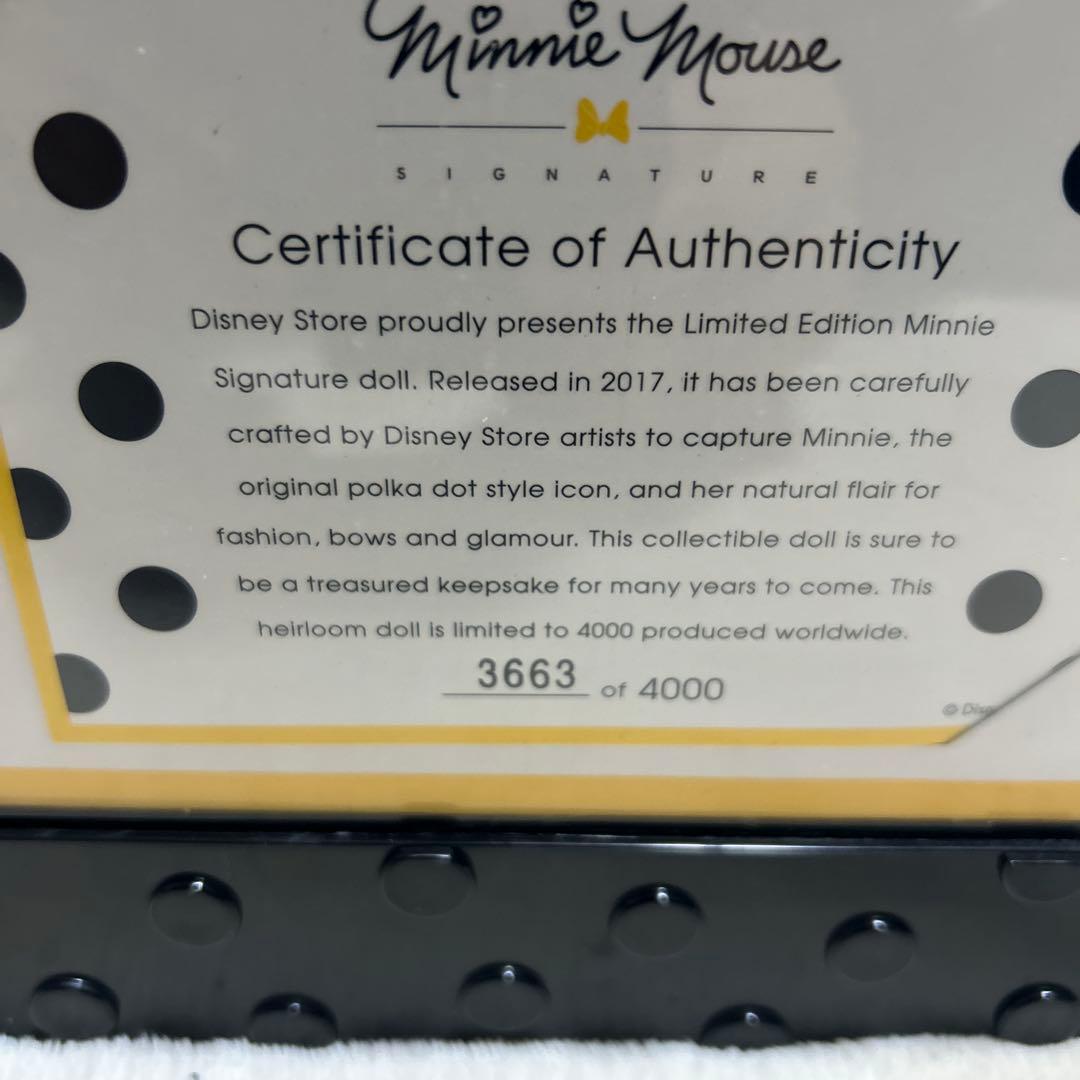 Minnie Mouse
SIGNATURE
Certificate of Authenticity
Disney Store proudly presents the Limited Edition Minnie
Signature doll. Released in 2017, it has been carefully
crafted by Disney Store artists to capture Minnie, the
original polka dot style icon, and her natural flair for
fashion, bows and glamour. This collectible doll is sure to
be a treasured keepsake for many years to come. This
heirloom doll is limited to 4000 produced worldwide.
3663 of 4000
©